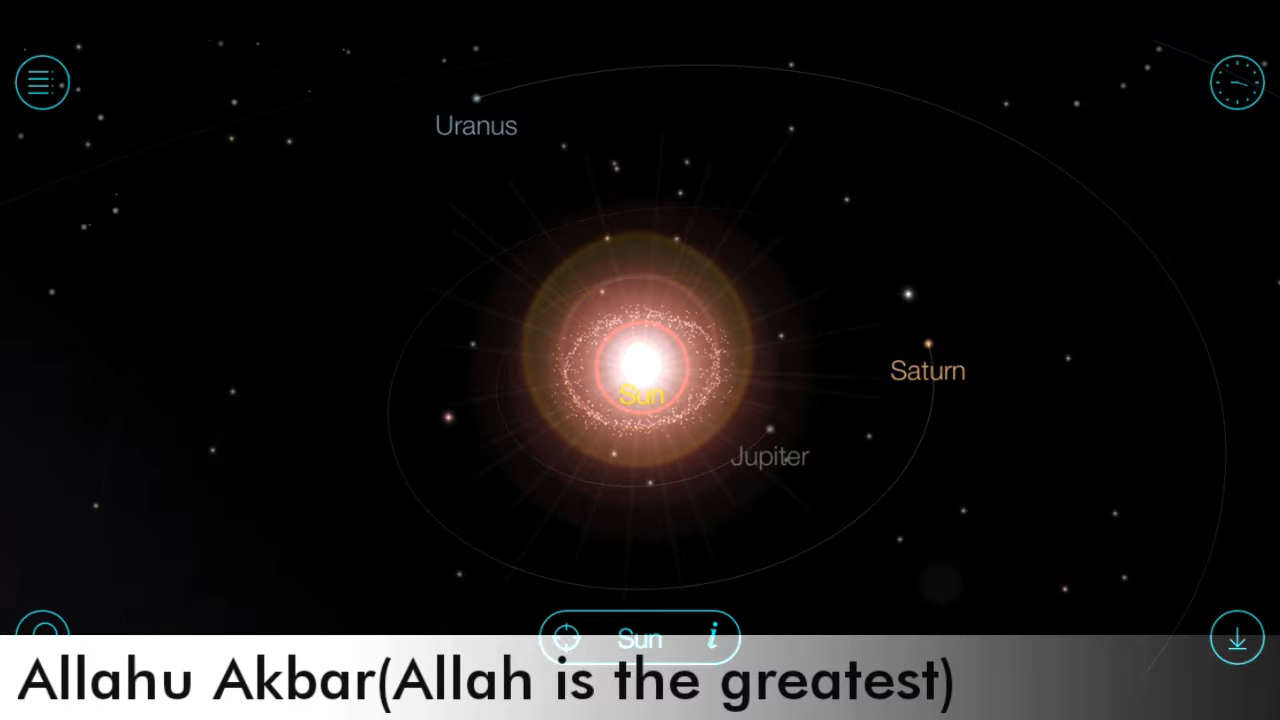 Uranus
Saturn
Sun
Jupiter
Sun i
Allahu Akbar(Allah is the greatest)